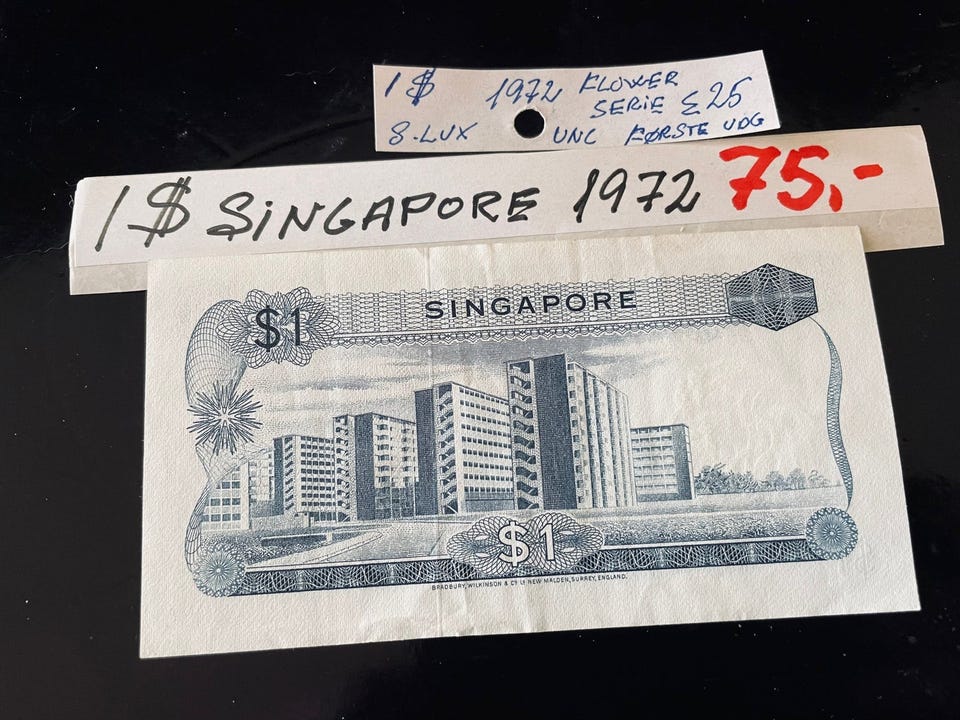 1$ 1972 FLOWER
SERIE £25
S.LUX UNC FØRSTE UDG
1$ SINGAPORE 1972 75,-
SINGAPORE
$1
$1
BRADBURY, WILKINSON & Cº Lᵈ NEW MALDEN, SURREY, ENGLAND.